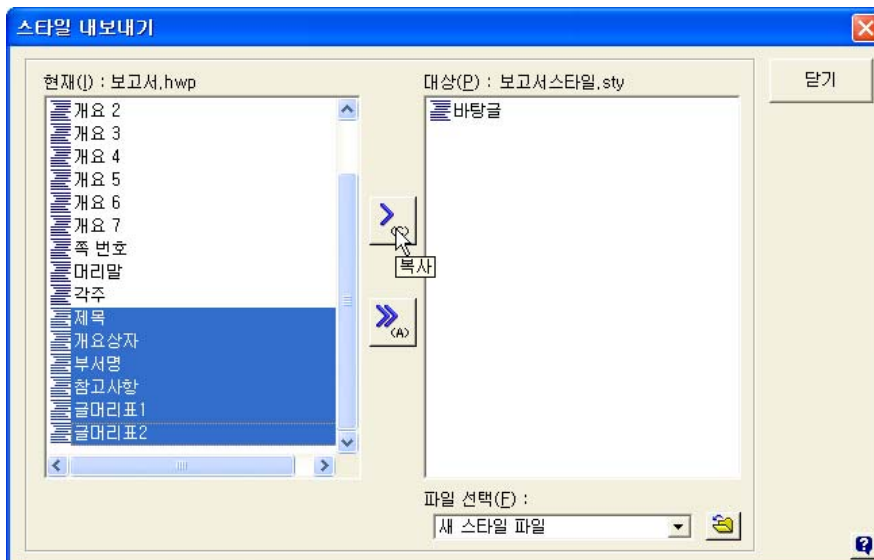 스타일 내보내기
현재(I) : 보고서.hwp
개요 2
개요 3
개요 4
개요 5
개요 6
개요 7
쪽 번호
머리말
각주
제목
개요상자
부서명
참고사항
글머리표1
글머리표2
복사
(A)
대상(P) : 보고서스타일.sty
바탕글
파일 선택(F) :
새 스타일 파일
닫기
?